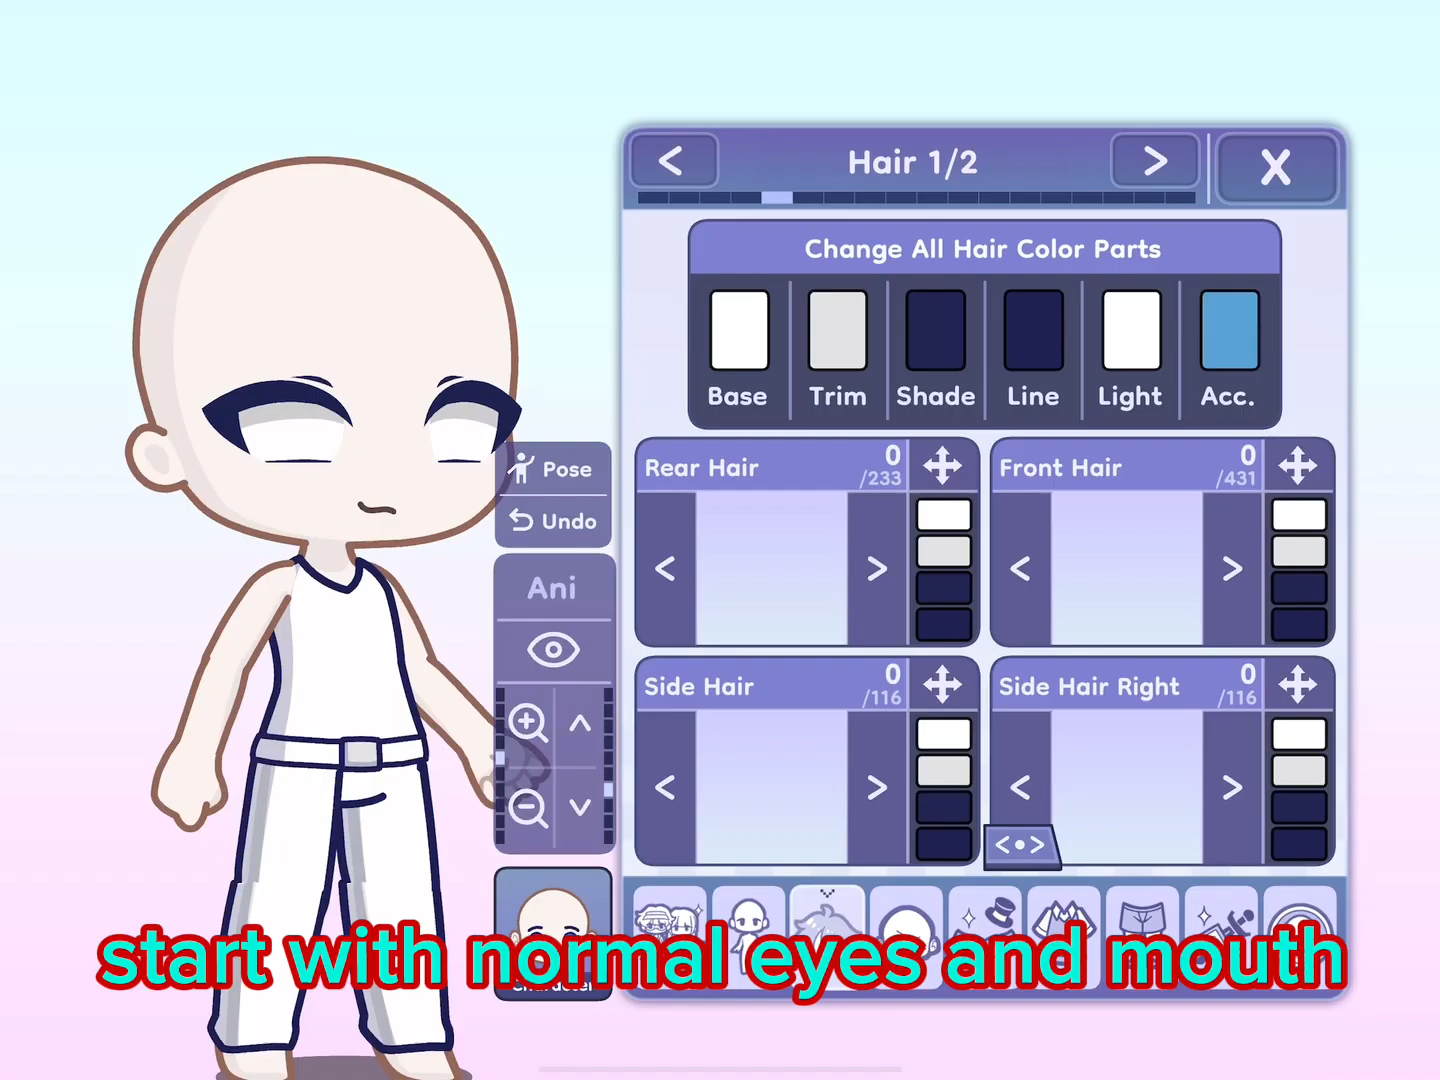 < Hair 1/2 > X
Change All Hair Color Parts
Base Trim Shade Line Light Acc.
Rear Hair 0 /233
Front Hair 0 /431
< >
< >
Pose
Undo
Ani
Side Hair 0 /116
Side Hair Right 0 /116
< >
< >
<•>
start with normal eyes and mouth
Character